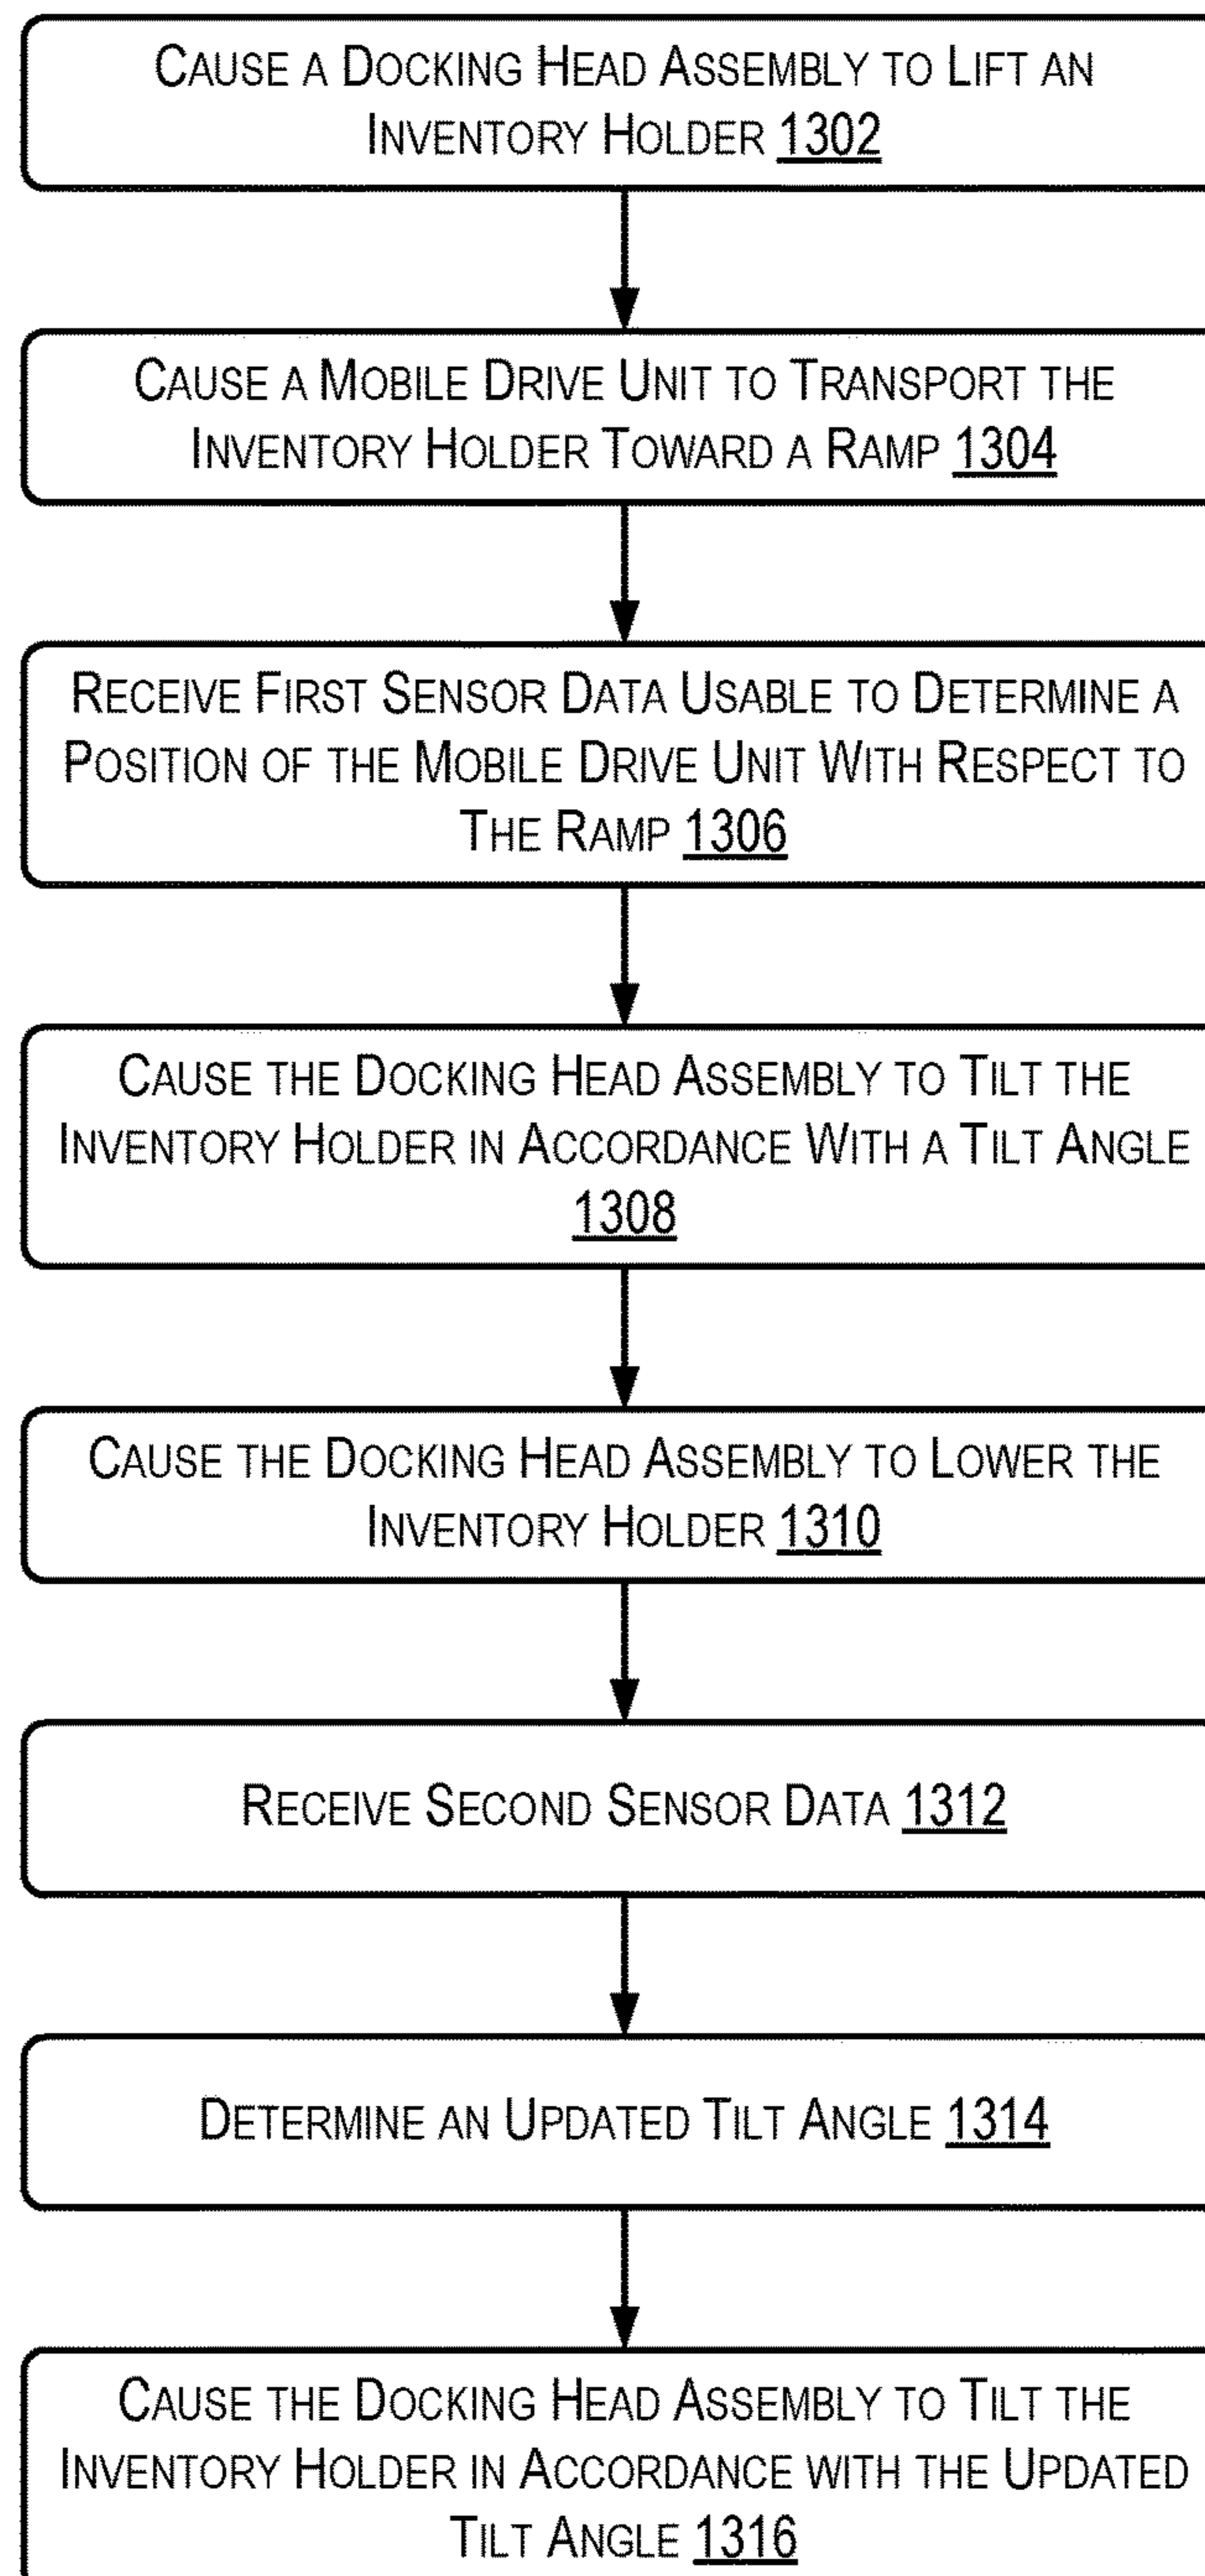 CAUSE A DOCKING HEAD ASSEMBLY TO LIFT AN
INVENTORY HOLDER 1302
CAUSE A MOBILE DRIVE UNIT TO TRANSPORT THE
INVENTORY HOLDER TOWARD A RAMP 1304
RECEIVE FIRST SENSOR DATA USABLE TO DETERMINE A
POSITION OF THE MOBILE DRIVE UNIT WITH RESPECT TO
THE RAMP 1306
CAUSE THE DOCKING HEAD ASSEMBLY TO TILT THE
INVENTORY HOLDER IN ACCORDANCE WITH A TILT ANGLE
1308
CAUSE THE DOCKING HEAD ASSEMBLY TO LOWER THE
INVENTORY HOLDER 1310
RECEIVE SECOND SENSOR DATA 1312
DETERMINE AN UPDATED TILT ANGLE 1314
CAUSE THE DOCKING HEAD ASSEMBLY TO TILT THE
INVENTORY HOLDER IN ACCORDANCE WITH THE UPDATED
TILT ANGLE 1316